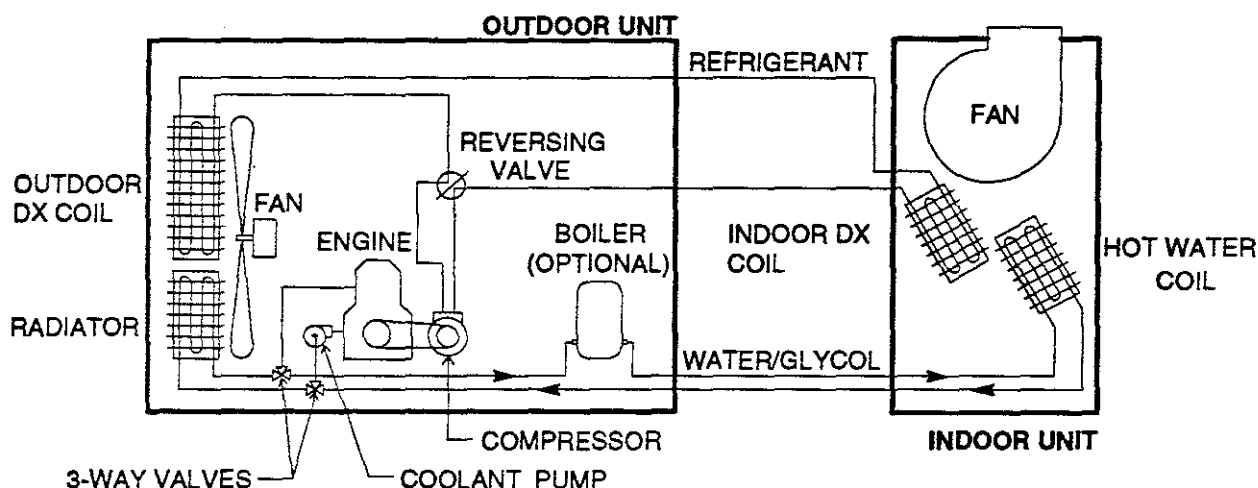 OUTDOOR UNIT
REFRIGERANT
FAN
REVERSING
VALVE
OUTDOOR
DX COIL
FAN
ENGINE
BOILER
(OPTIONAL)
INDOOR DX
COIL
HOT WATER
COIL
RADIATOR
WATER/GLYCOL
COMPRESSOR
INDOOR UNIT
3-WAY VALVES
COOLANT PUMP